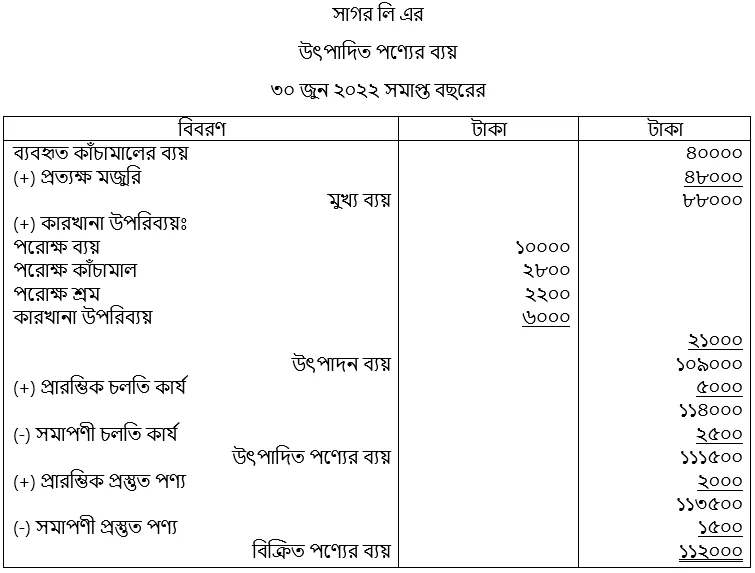 সাগর লি এর
উৎপাদিত পণ্যের ব্যয়
৩০ জুন ২০২২ সমাপ্ত বছরের
বিবরণ টাকা টাকা
ব্যবহৃত কাঁচামালের ব্যয় ৪০০০০
(+) প্রত্যক্ষ মজুরি ৪৮০০০
মুখ্য ব্যয় ৮৮০০০
(+) কারখানা উপরিব্যয়ঃ
পরোক্ষ ব্যয় ১০০০০
পরোক্ষ কাঁচামাল ২৮০০
পরোক্ষ শ্রম ২২০০
কারখানা উপরিব্যয় ৬০০০
২১০০০
উৎপাদন ব্যয় ১০৯০০০
(+) প্রারম্ভিক চলতি কার্য ৫০০০
১১৪০০০
(-) সমাপণী চলতি কার্য ২৫০০
উৎপাদিত পণ্যের ব্যয় ১১১৫০০
(+) প্রারম্ভিক প্রস্তুত পণ্য ২০০০
১১৩৫০০
(-) সমাপণী প্রস্তুত পণ্য ১৫০০
বিক্রিত পণ্যের ব্যয় ১১২০০০